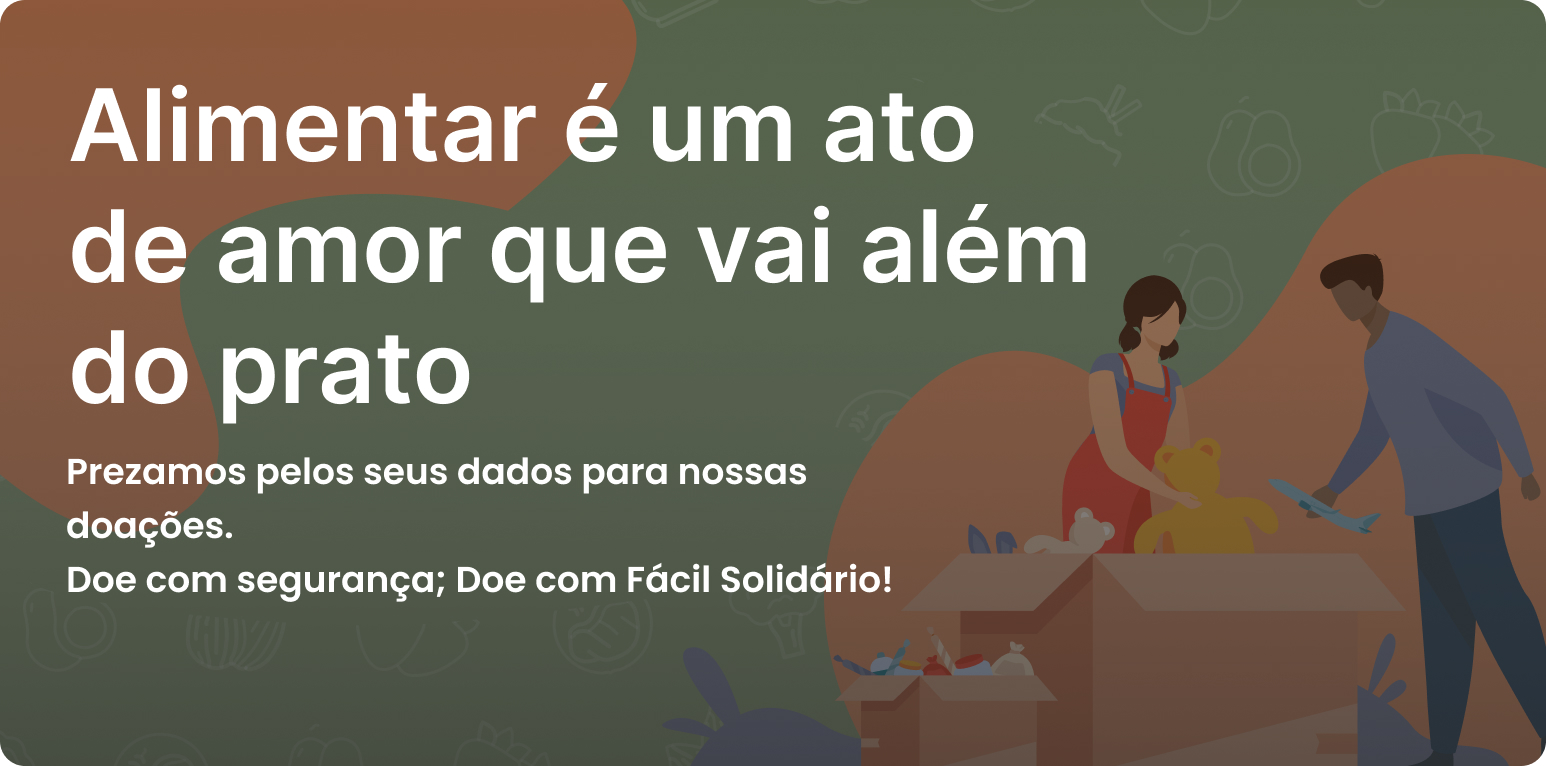 Alimentar é um ato
de amor que vai além
do prato
Prezamos pelos seus dados para nossas
doações.
Doe com segurança; Doe com Fácil Solidário!